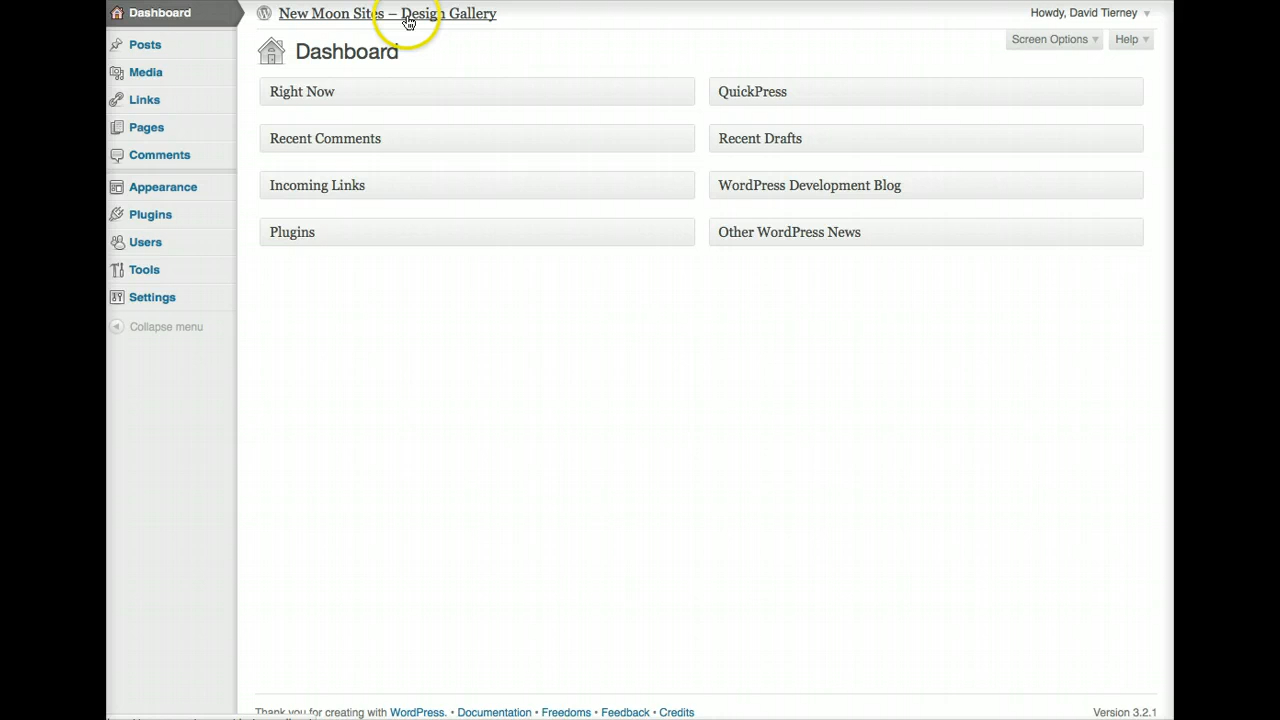 Dashboard
New Moon Sites – Design Gallery
Howdy, David Tierney
Screen Options
Help
Posts
Media
Links
Pages
Comments
Appearance
Plugins
Users
Tools
Settings
Collapse menu
Dashboard
Right Now
QuickPress
Recent Comments
Recent Drafts
Incoming Links
WordPress Development Blog
Plugins
Other WordPress News
Thank you for creating with WordPress. • Documentation • Freedoms • Feedback • Credits
Version 3.2.1